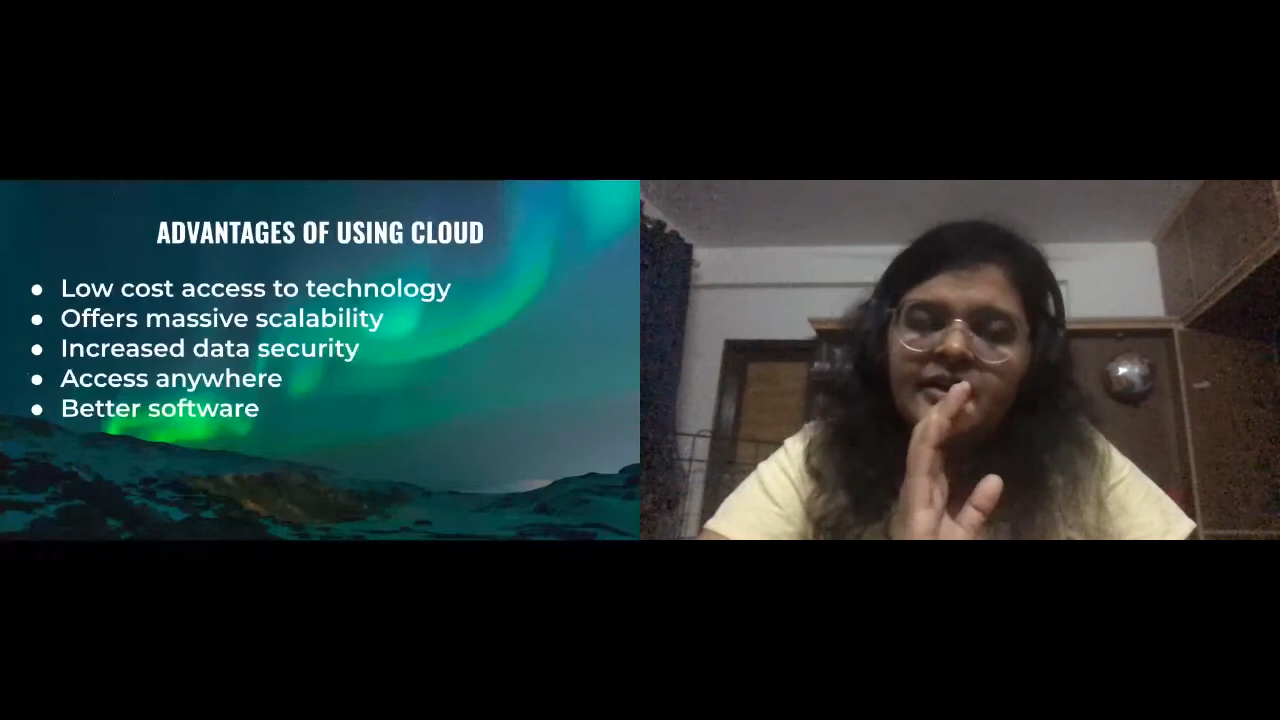 ADVANTAGES OF USING CLOUD
● Low cost access to technology
● Offers massive scalability
● Increased data security
● Access anywhere
● Better software